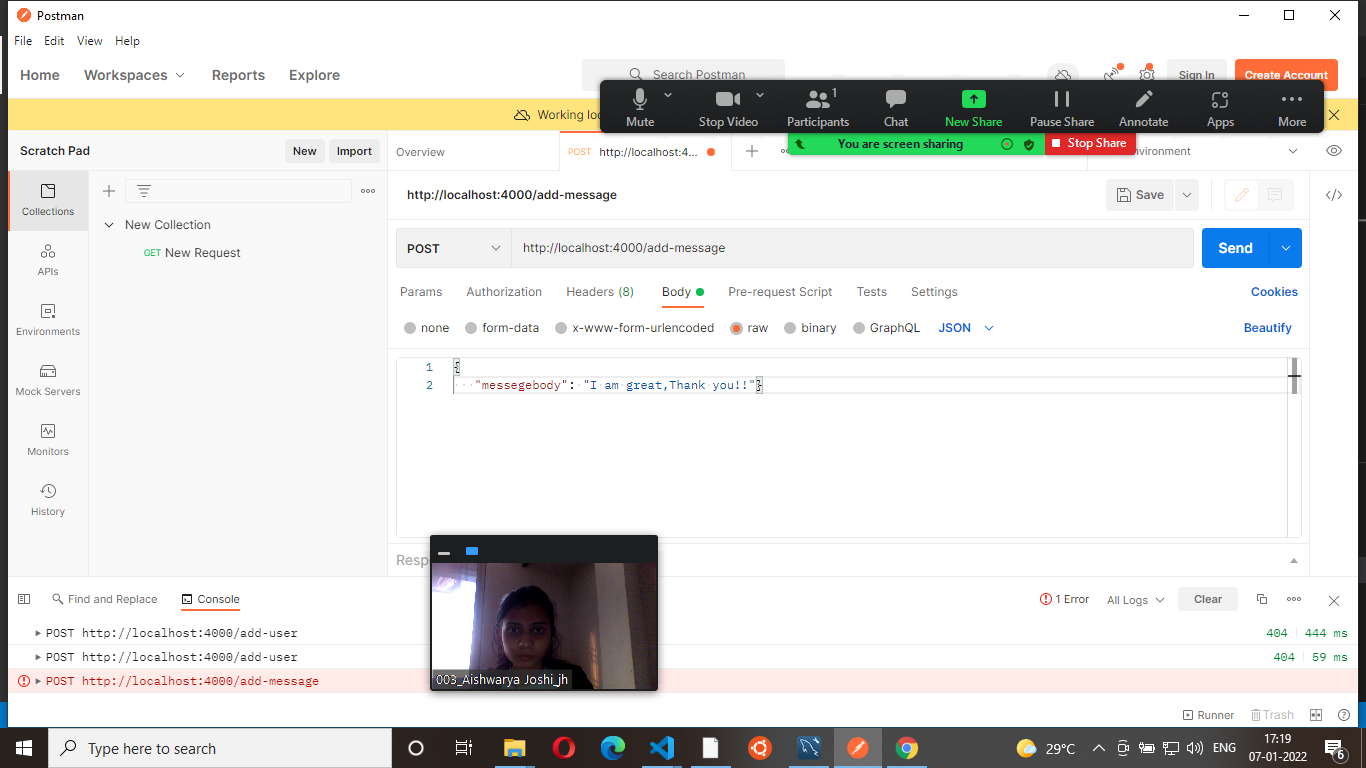 Postman
File Edit View Help
Home Workspaces Reports Explore
Search Postman
Sign In
Create Account
Working loc
Mute
Stop Video
1
Participants
Chat
New Share
Pause Share
Annotate
Apps
More
You are screen sharing
Stop Share
Scratch Pad
New
Import
Overview
POST http://localhost:4...
nvironment
Collections
APIs
Environments
Mock Servers
Monitors
History
New Collection
GET New Request
http://localhost:4000/add-message
Save
</>
POST
http://localhost:4000/add-message
Send
Params Authorization Headers (8) Body Pre-request Script Tests Settings
Cookies
none form-data x-www-form-urlencoded raw binary GraphQL JSON
Beautify
1 {
2 "messegebody": "I am great,Thank you!!"}
Resp
Find and Replace
Console
1 Error
All Logs
Clear
POST http://localhost:4000/add-user
404 444 ms
POST http://localhost:4000/add-user
404 59 ms
POST http://localhost:4000/add-message
003_Aishwarya Joshi_jh
Runner
Trash
Type here to search
29°C
ENG
17:19
07-01-2022
6